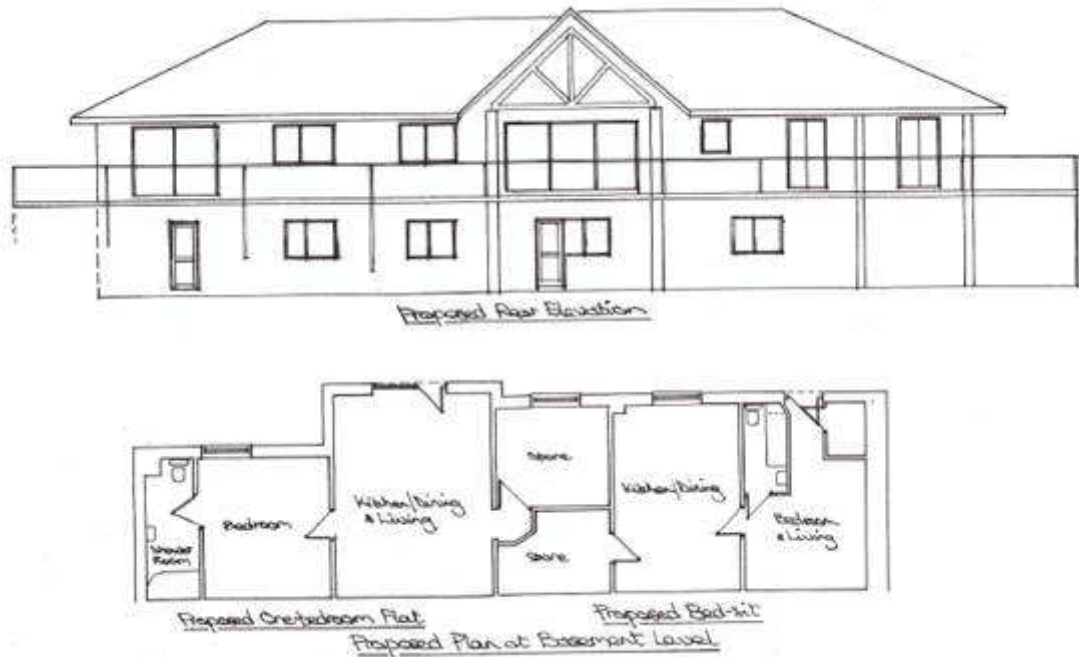 Proposed Rear Elevation
Store
Kitchen/Dining
& Living
Kitchen/Dining
Bedroom
Bedroom
& Living
Shower
Room
Store
Proposed One-bedroom Flat
Proposed Bed-sit
Proposed Plan at Basement Level